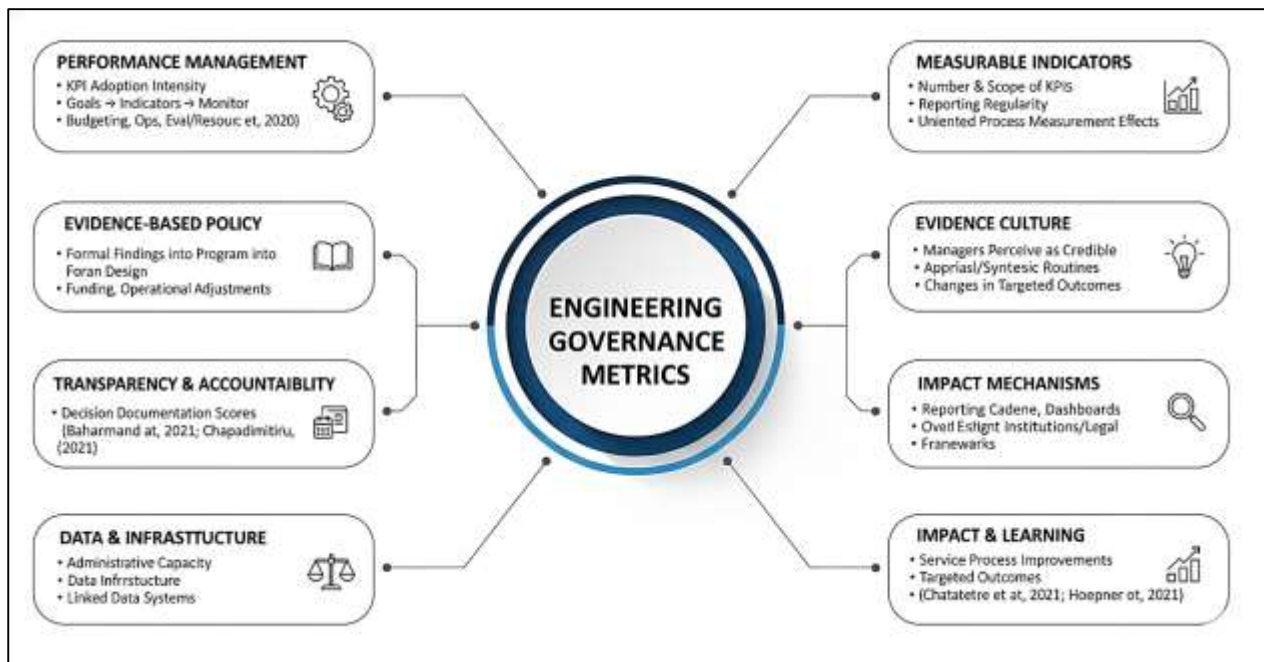 PERFORMANCE MANAGEMENT
• KPI Adoption Intensity
• Goals → Indicators → Monitor
• Budgeting, Ops, Eval/Resouc et, 2020)
EVIDENCE-BASED POLICY
• Formal Findings into Program into
Foran Design
• Funding, Operational Adjustments
TRANSPARENCY & ACCOUNTAIBLITY
• Decision Documentation Scores
(Baharmand at, 2021; Chapadimitiru,
(2021)
DATA & INFRASTTUCTURE
• Administrative Capacity
• Data Infrrstucture
• Linked Data Systems
ENGINEERING
GOVERNANCE
METRICS
MEASURABLE INDICATORS
• Number & Scope of KPIs
• Reporting Regularity
• Uniented Process Measurement Effects
EVIDENCE CULTURE
• Managers Perceive as Credible
• Appriasl/Syntesic Routines
• Changes in Targeted Outcomes
IMPACT MECHANISMS
• Reporting Cadene, Dashboards
• Oved Eslignt Institutions/Legal
• Franewarks
IMPACT & LEARNING
• Service Process Improvements
• Targeted Outcomes
• (Chatatetre et at, 2021; Hoepner ot, 2021)